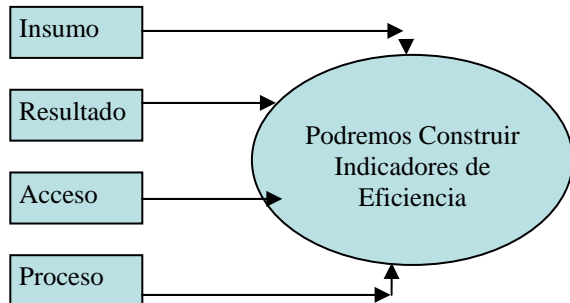 Insumo
Resultado
Acceso
Proceso
Podremos Construir
Indicadores de
Eficiencia